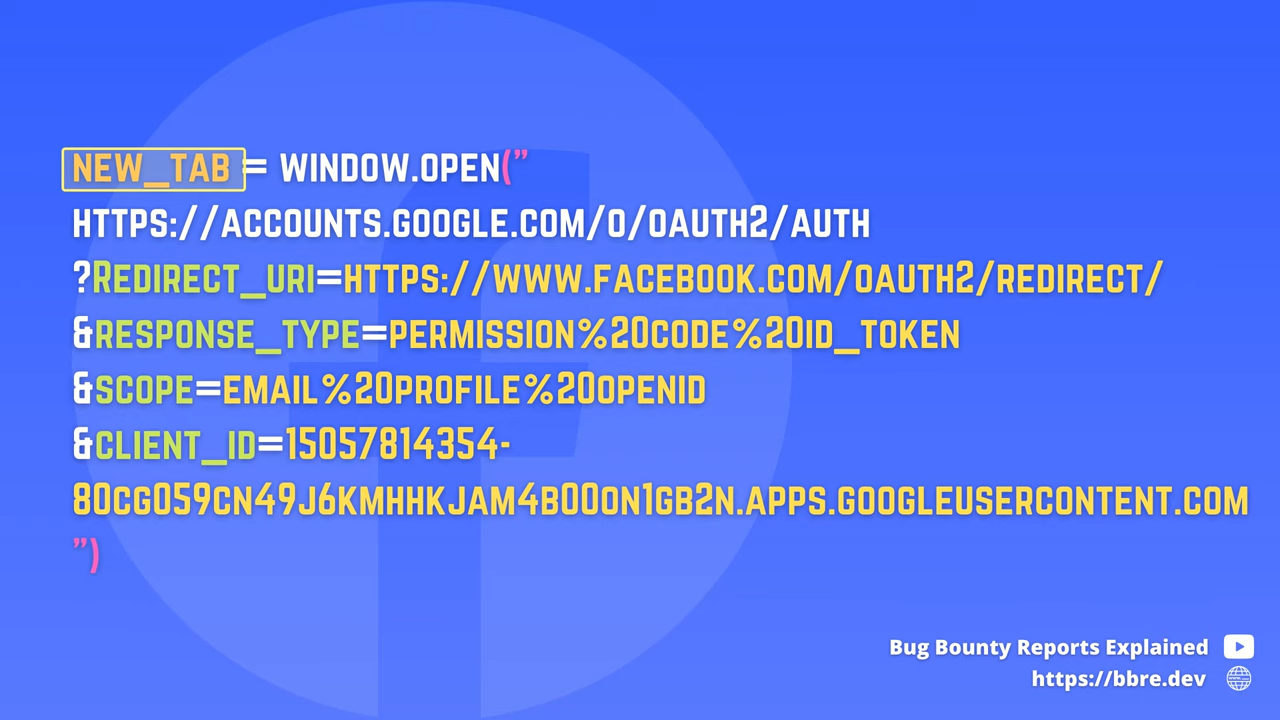 NEW_TAB = WINDOW.OPEN("
HTTPS://ACCOUNTS.GOOGLE.COM/O/OAUTH2/AUTH
?REDIRECT_URI=HTTPS://WWW.FACEBOOK.COM/OAUTH2/REDIRECT/
&RESPONSE_TYPE=PERMISSION%20CODE%20ID_TOKEN
&SCOPE=EMAIL%20PROFILE%20OPENID
&CLIENT_ID=15057814354-
80CG059CN49J6KMHHKJAM4B00ON1GB2N.APPS.GOOGLEUSERCONTENT.COM
")
Bug Bounty Reports Explained
https://bbre.dev